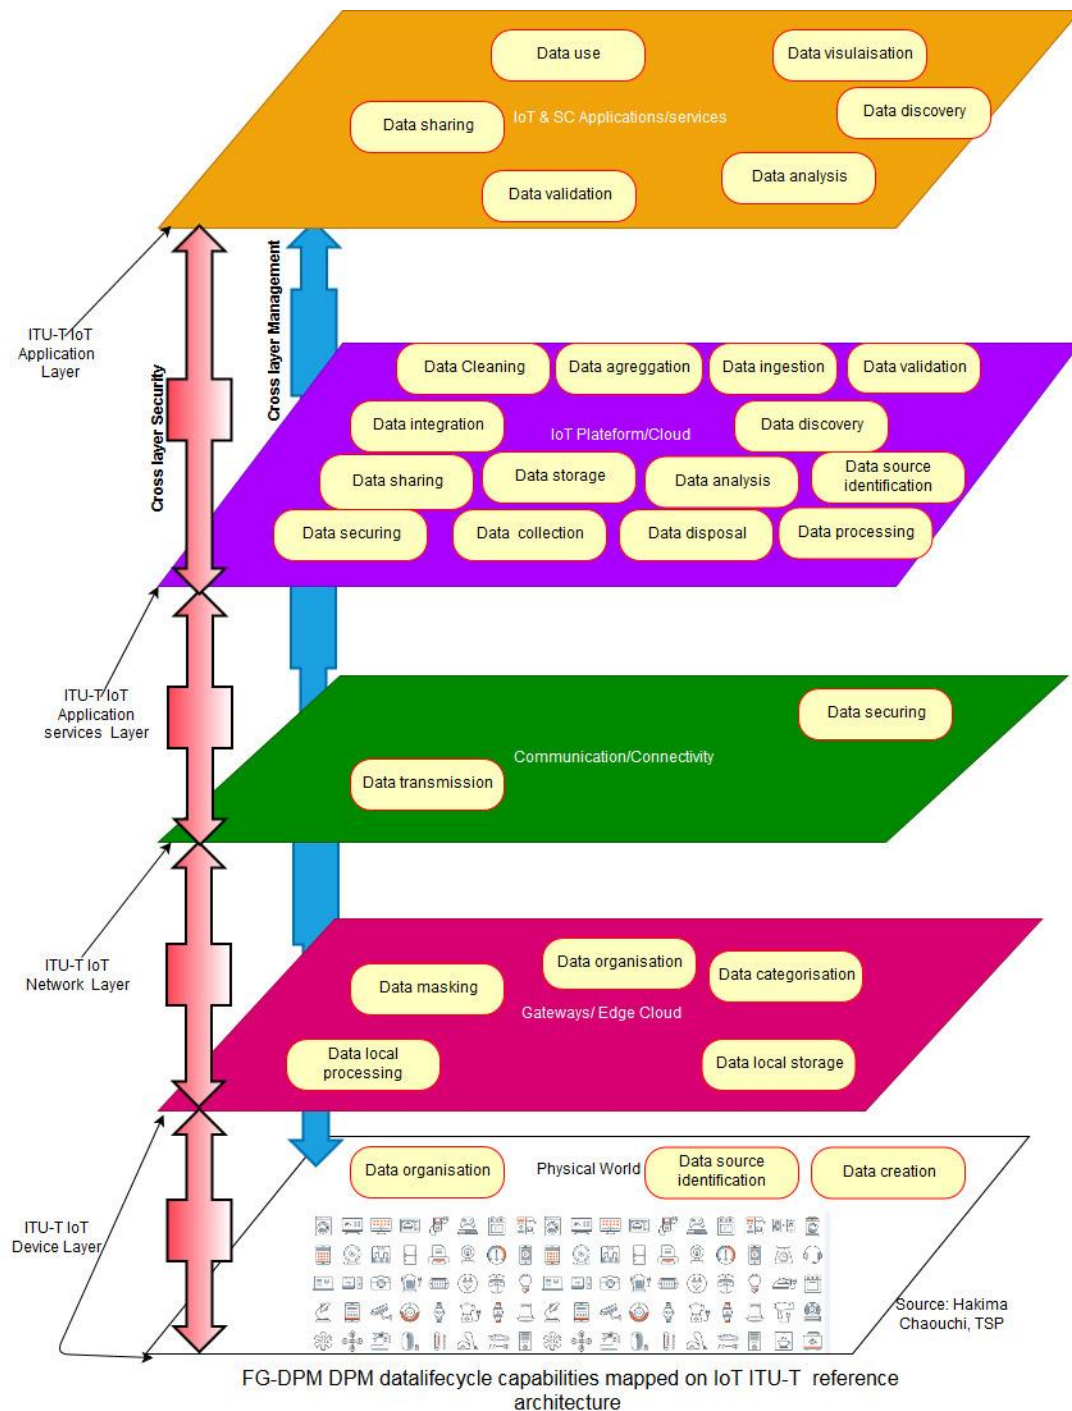 Data use
Data visulaisation
Data discovery
Data sharing
IoT & SC Applications/services
Data analysis
Data validation
Cross layer Management
Cross layer Security
ITU-T IoT
Application
Layer
Data Cleaning
Data agreggation
Data ingestion
Data validation
Data integration
IoT Plateform/Cloud
Data discovery
Data sharing
Data storage
Data analysis
Data source
identification
Data securing
Data collection
Data disposal
Data processing
ITU-T IoT
Application
services Layer
Data securing
Communication/Connectivity
Data transmission
ITU-T IoT
Network Layer
Data organisation
Data categorisation
Data masking
Gateways/ Edge Cloud
Data local
processing
Data local storage
ITU-T IoT
Device Layer
Data organisation
Physical World
Data source
identification
Data creation
Source: Hakima
Chaouchi, TSP
FG-DPM DPM datalifecycle capabilities mapped on IoT ITU-T reference
architecture